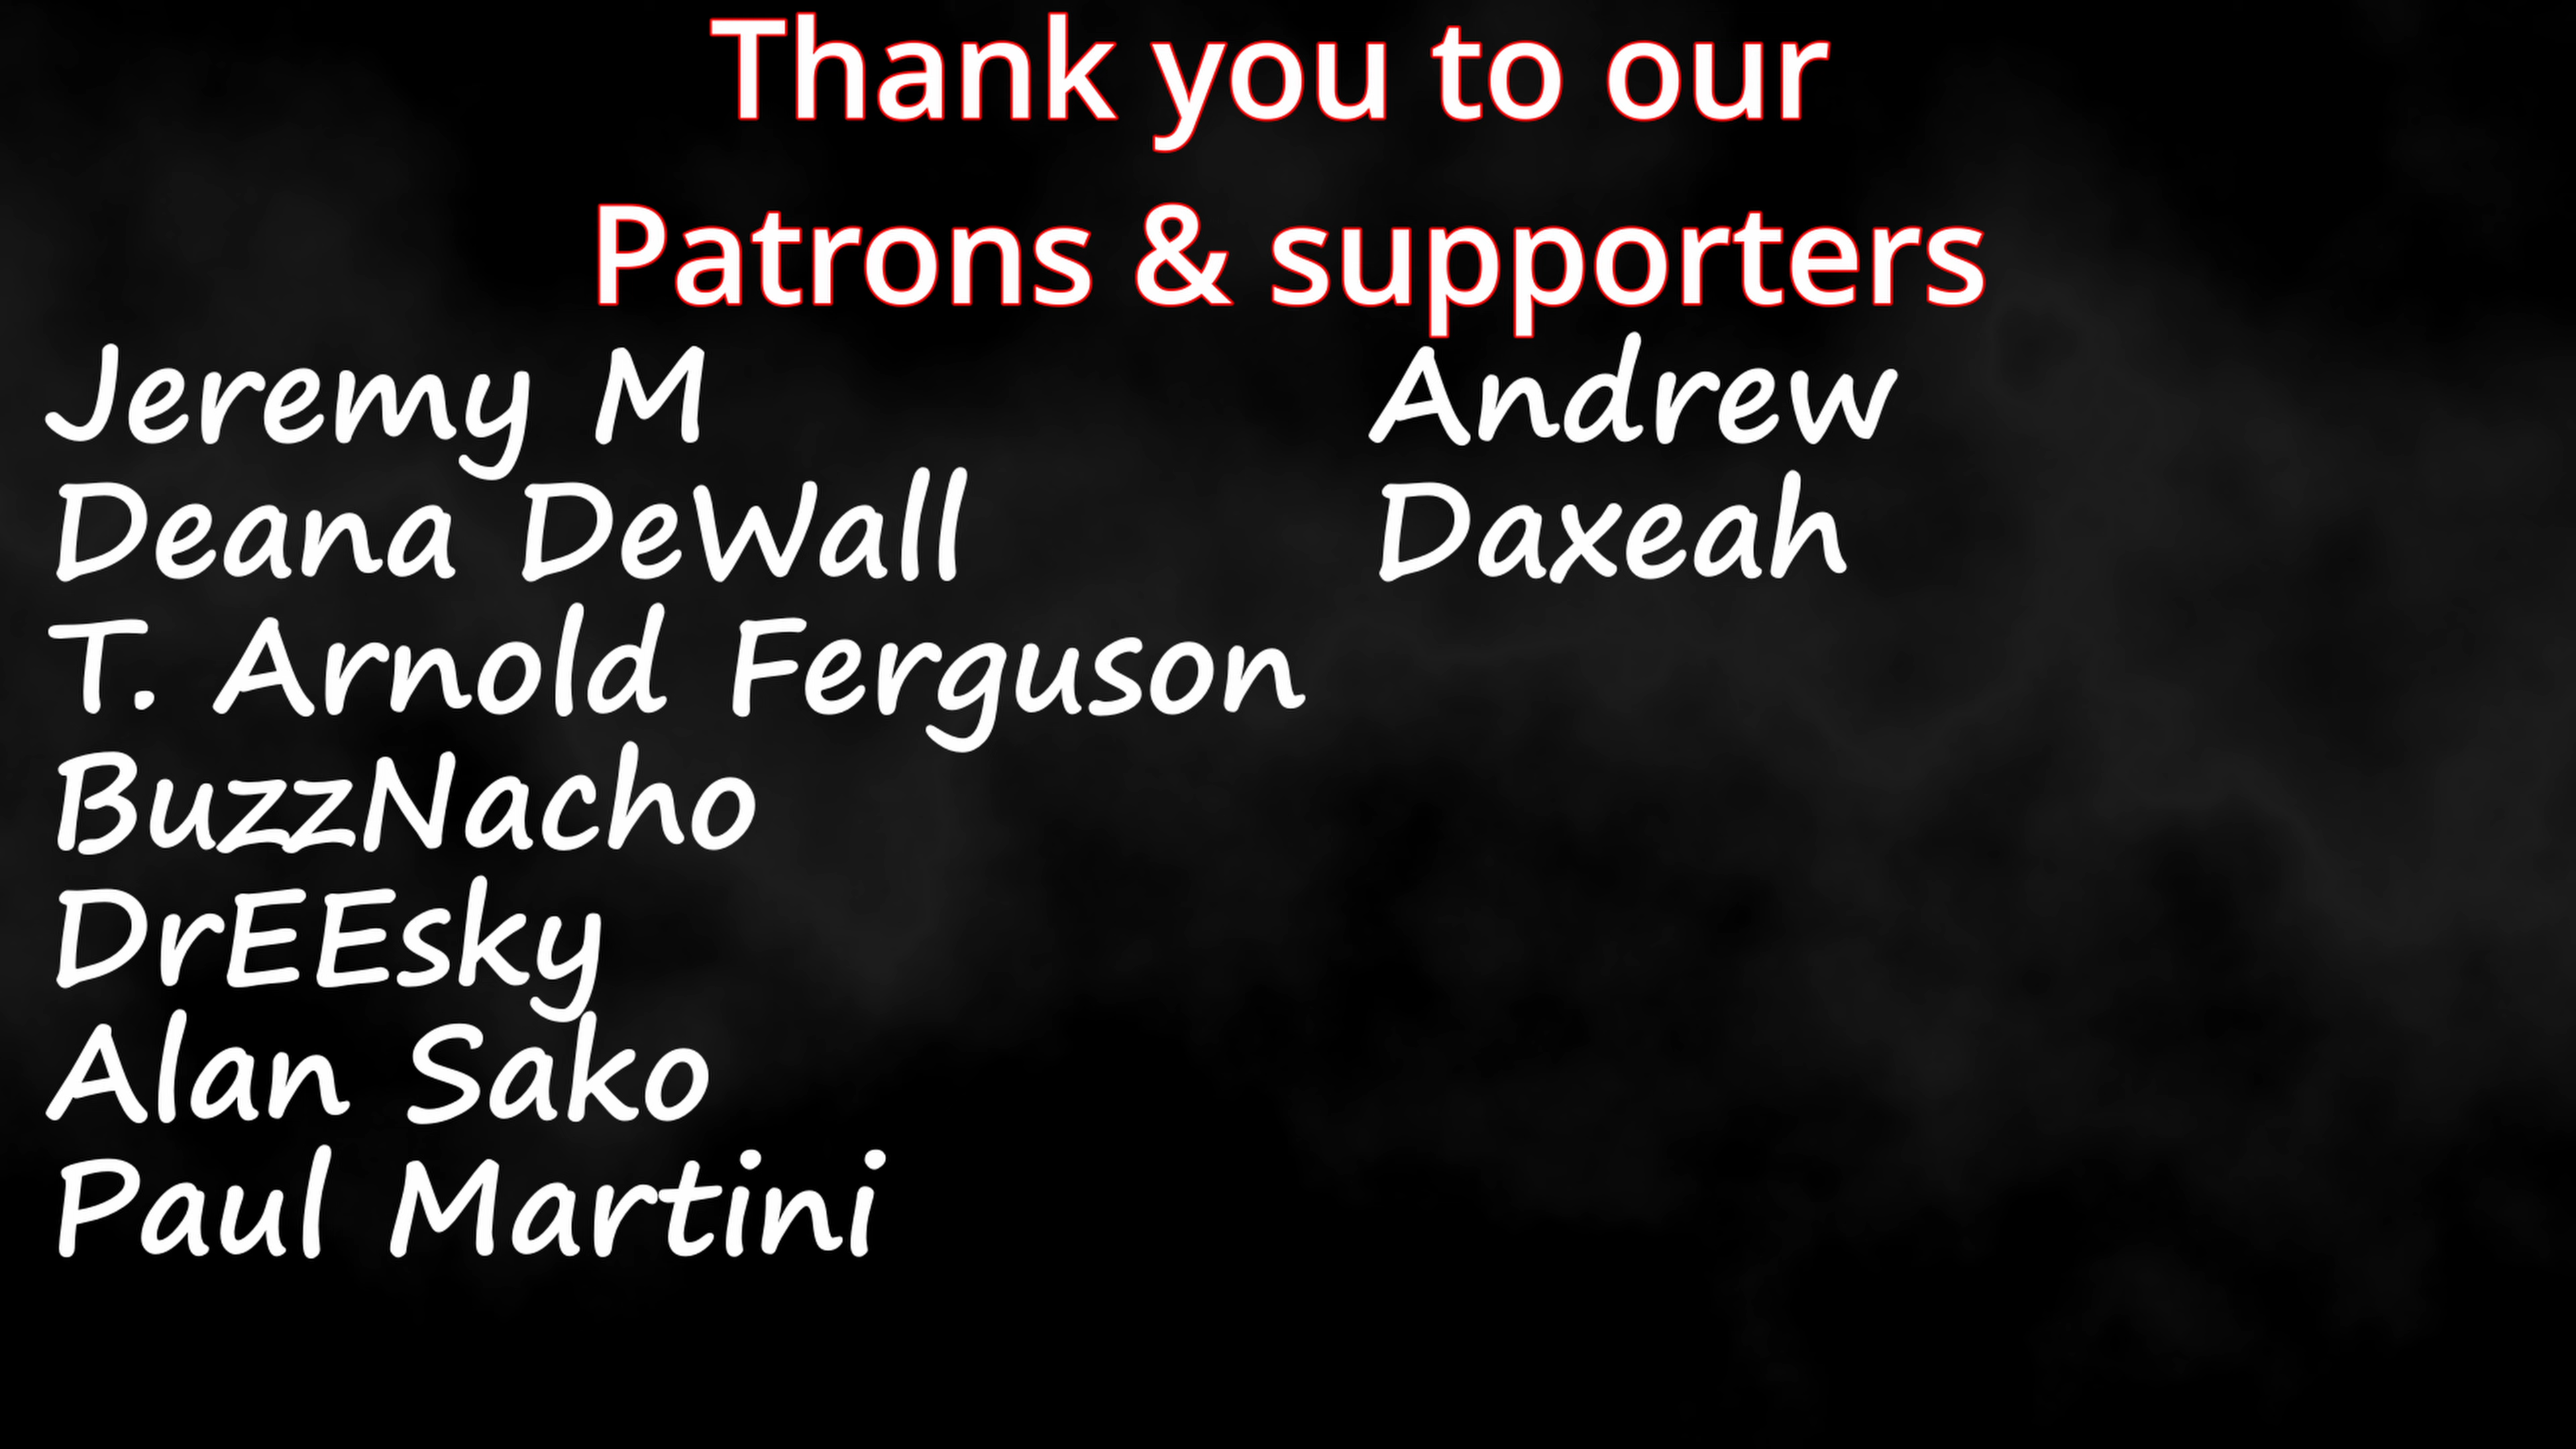 Thank you to our
Patrons & supporters
Jeremy M
Deana DeWall
T. Arnold Ferguson
BuzzNacho
DrEEsky
Alan Sako
Paul Martini
Andrew
Daxeah